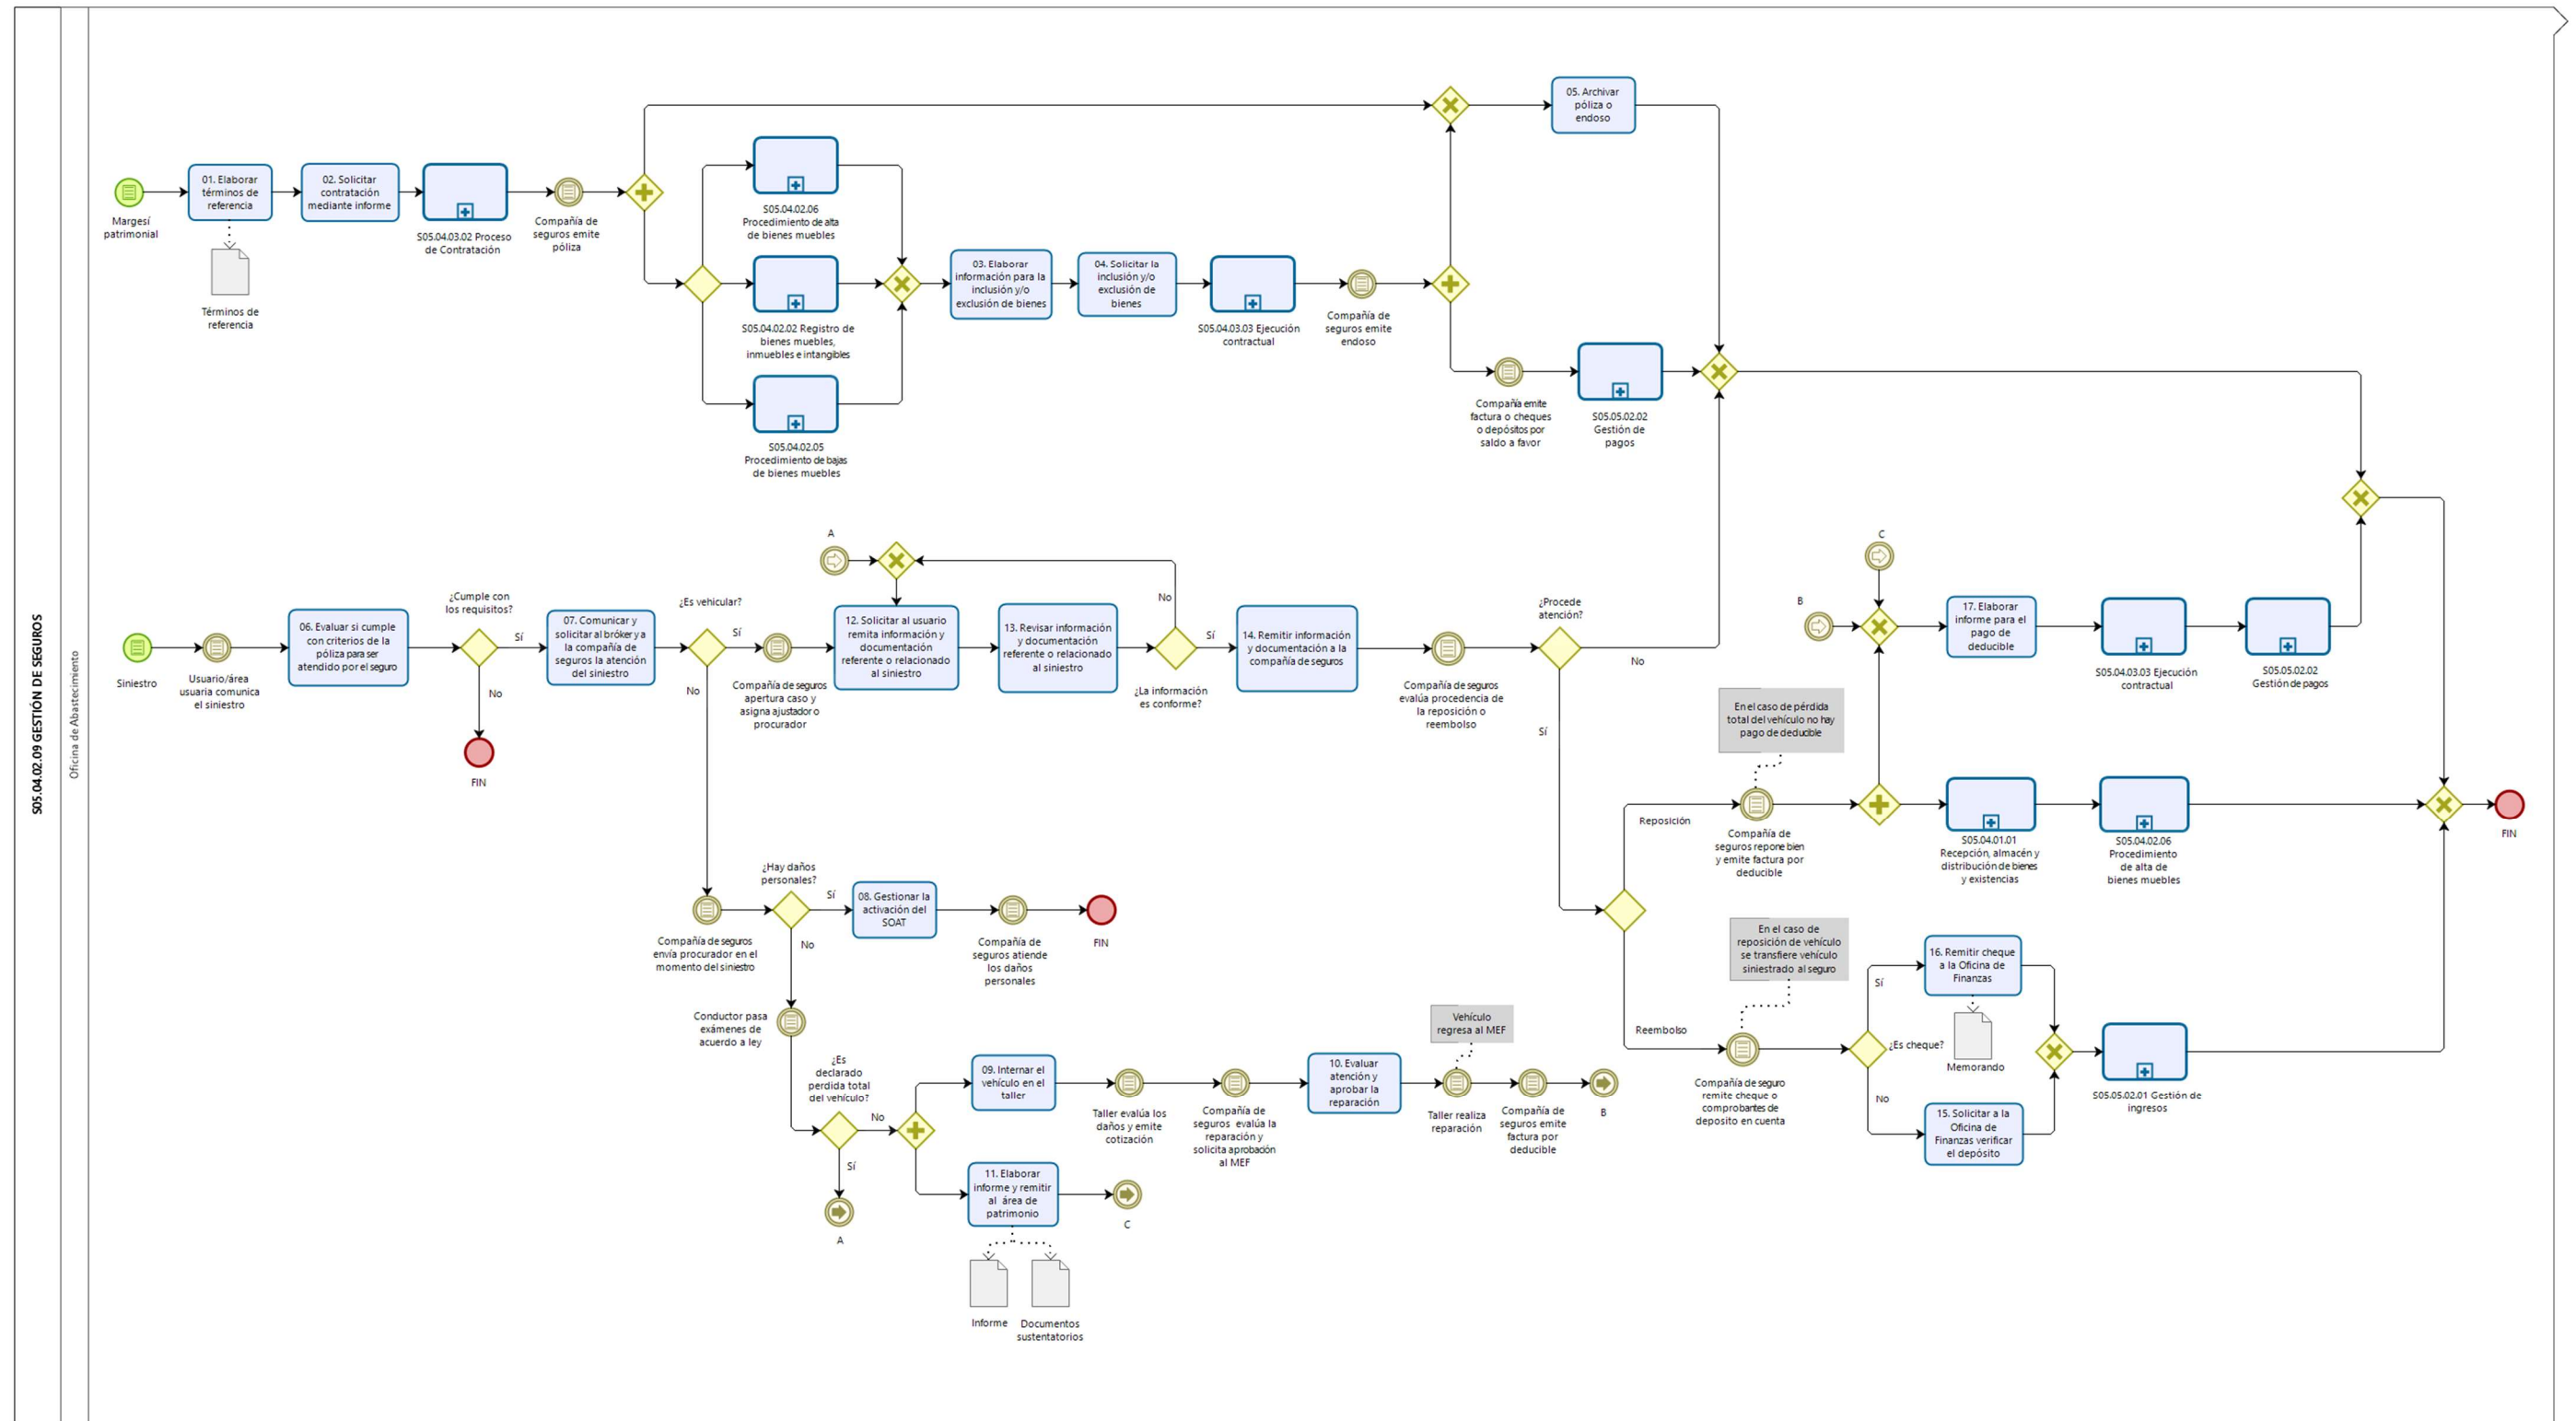 S05.04.02.09 GESTIÓN DE SEGUROS
Oficina de Abastecimiento
Margesí
patrimonial
01. Elaborar
términos de
referencia
Términos de
referencia
02. Solicitar
contratación
mediante informe
S05.04.03.02 Proceso
de Contratación
Compañía de
seguros emite
póliza
S05.04.02.06
Procedimiento de alta
de bienes muebles
S05.04.02.02 Registro de
bienes muebles,
inmuebles e intangibles
S05.04.02.05
Procedimiento de bajas
de bienes muebles
03. Elaborar
información para la
inclusión y/o
exclusión de bienes
04. Solicitar la
inclusión y/o
exclusión de
bienes
S05.04.03.03 Ejecución
contractual
Compañía de
seguros emite
endoso
05. Archivar
póliza o
endoso
Compañía emite
factura o cheques
o depósitos por
saldo a favor
S05.05.02.02
Gestión de
pagos
Siniestro
Usuario/área
usuaria comunica
el siniestro
06. Evaluar si cumple
con criterios de la
póliza para ser
atendido por el seguro
¿Cumple con
los requisitos?
Sí
No
FIN
07. Comunicar y
solicitar al bróker y a
la compañía de
seguros la atención
del siniestro
¿Es vehicular?
Sí
No
Compañía de seguros
apertura caso y
asigna ajustador o
procurador
A
12. Solicitar al usuario
remita información y
documentación
referente o relacionado
al siniestro
13. Revisar información
y documentación
referente o relacionado
al siniestro
No
Sí
¿La información
es conforme?
14. Remitir información
y documentación a la
compañía de seguros
Compañía de seguros
evalúa procedencia de
la reposición o
reembolso
¿Procede
atención?
No
Sí
C
B
17. Elaborar
informe para el
pago de
deducible
S05.04.03.03 Ejecución
contractual
S05.05.02.02
Gestión de pagos
En el caso de pérdida
total del vehículo no hay
pago de deducible
Reposición
Compañía de
seguros repone bien
y emite factura por
deducible
S05.04.01.01
Recepción, almacén y
distribución de bienes
y existencias
S05.04.02.06
Procedimiento
de alta de
bienes muebles
FIN
Compañía de seguros
envía procurador en el
momento del siniestro
¿Hay daños
personales?
Sí
No
08. Gestionar la
activación del
SOAT
Compañía de
seguros atiende
los daños
personales
FIN
Conductor pasa
exámenes de
acuerdo a ley
¿Es
declarado
perdida total
del vehículo?
No
Sí
A
09. Internar el
vehículo en el
taller
Taller evalúa los
daños y emite
cotización
Compañía de
seguros evalúa la
reparación y
solicita aprobación
al MEF
10. Evaluar
atención y
aprobar la
reparación
Vehículo
regresa al MEF
Taller realiza
reparación
Compañía de
seguros emite
factura por
deducible
B
11. Elaborar
informe y remitir
al área de
patrimonio
C
Informe
Documentos
sustentatorios
En el caso de
reposición de vehículo
se transfiere vehículo
siniestrado al seguro
Reembolso
Compañía de seguro
remite cheque o
comprobantes de
deposito en cuenta
¿Es cheque?
Sí
No
16. Remitir cheque
a la Oficina de
Finanzas
Memorando
15. Solicitar a la
Oficina de
Finanzas verificar
el depósito
S05.05.02.01 Gestión de
ingresos